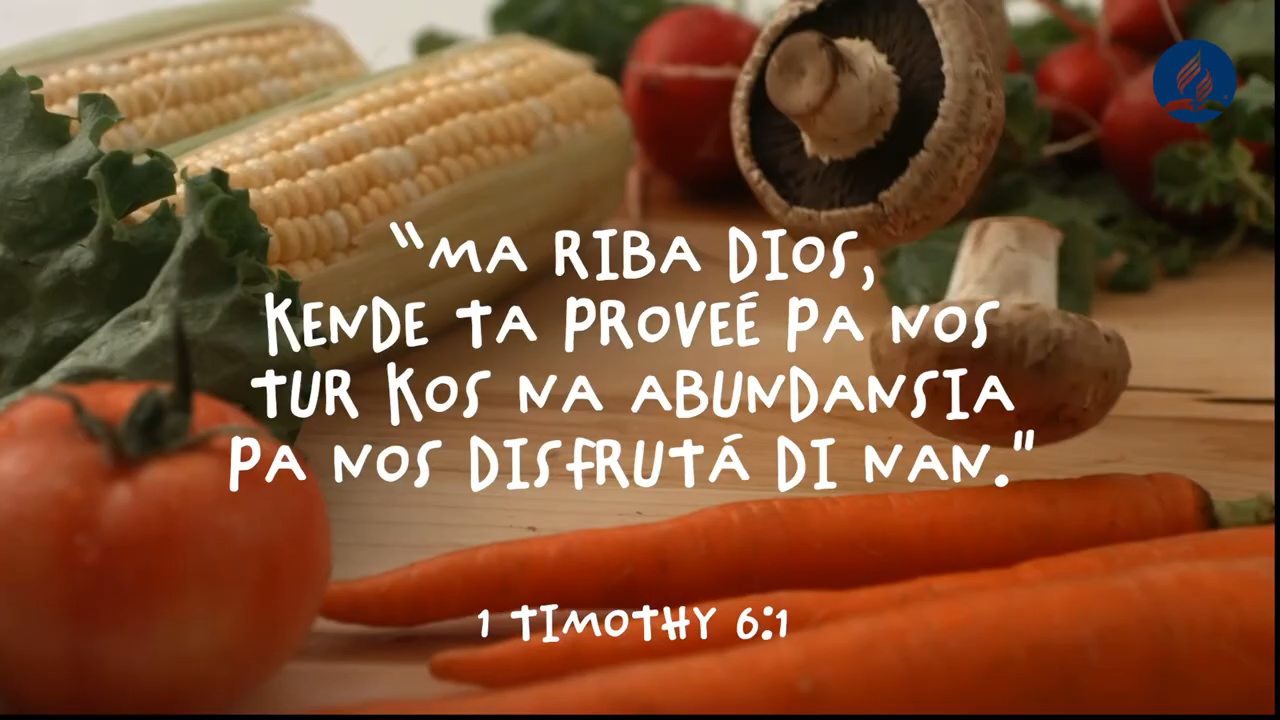 “MA RIBA DIOS,
KENDE TA PROVEÉ PA NOS
TUR KOS NA ABUNDANSIA
PA NOS DISFRUTÁ DI NAN."
1 TIMOTHY 6:1